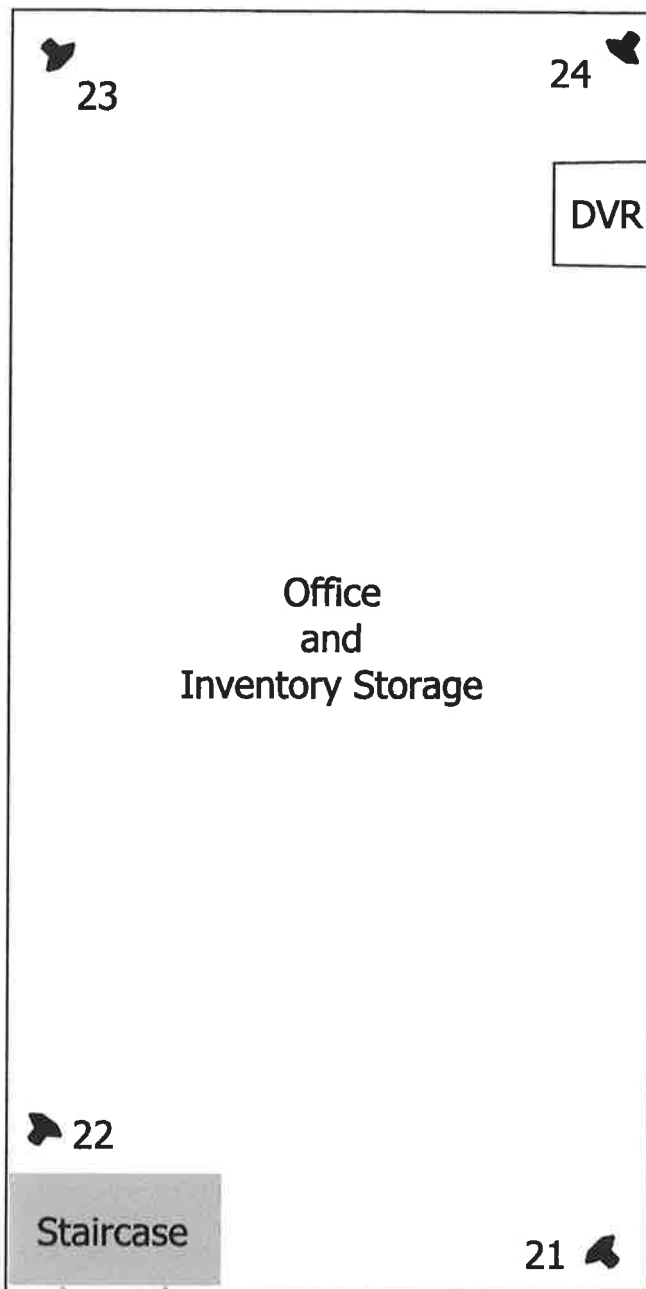 23
24
DVR
Office
and
Inventory Storage
22
Staircase
21